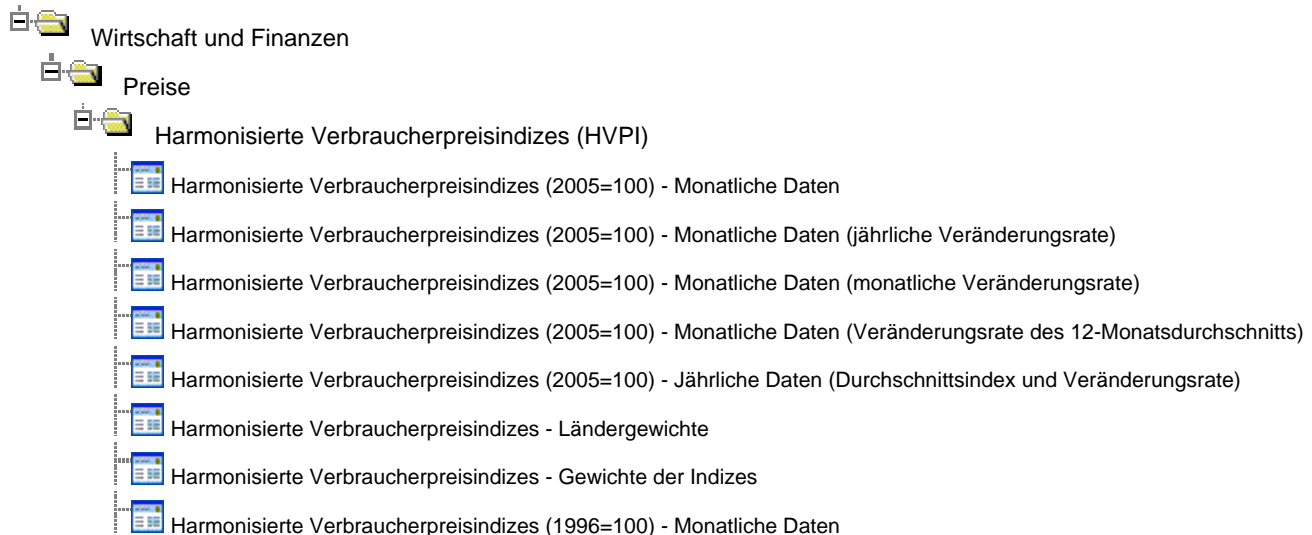 Wirtschaft und Finanzen
Preise
Harmonisierte Verbraucherpreisindizes (HVPI)
Harmonisierte Verbraucherpreisindizes (2005=100) - Monatliche Daten
Harmonisierte Verbraucherpreisindizes (2005=100) - Monatliche Daten (jährliche Veränderungsrate)
Harmonisierte Verbraucherpreisindizes (2005=100) - Monatliche Daten (monatliche Veränderungsrate)
Harmonisierte Verbraucherpreisindizes (2005=100) - Monatliche Daten (Veränderungsrate des 12-Monatsdurchschnitts)
Harmonisierte Verbraucherpreisindizes (2005=100) - Jährliche Daten (Durchschnittsindex und Veränderungsrate)
Harmonisierte Verbraucherpreisindizes - Ländergewichte
Harmonisierte Verbraucherpreisindizes - Gewichte der Indizes
Harmonisierte Verbraucherpreisindizes (1996=100) - Monatliche Daten